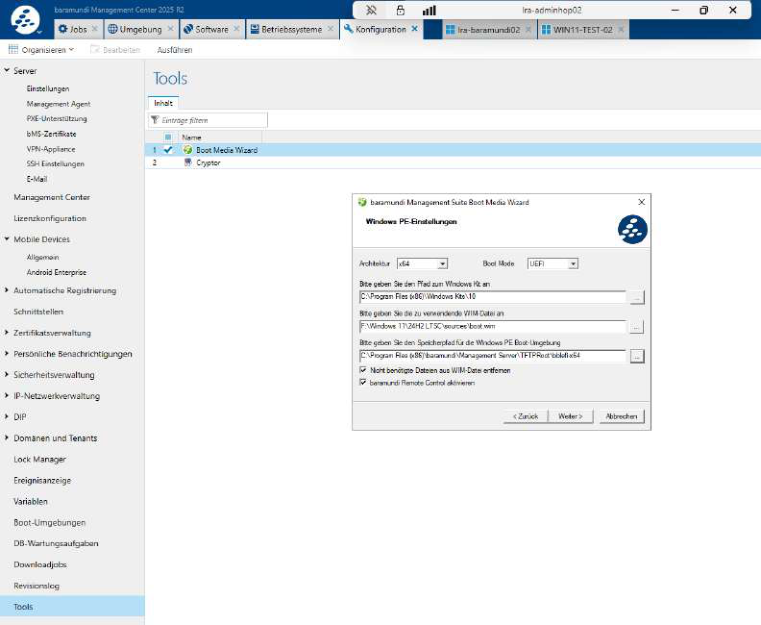 baramundi Management Center 2025 R2
lra-adminhop02
Jobs
Umgebung
Software
Betriebssysteme
Konfiguration
lra-baramundi02
WIN11-TEST-02
Organisieren
Bearbeiten
Ausführen
Server
Einstellungen
Management Agent
PXE-Unterstützung
bMS-Zertifikate
VPN-Appliance
SSH Einstellungen
E-Mail
Management Center
Lizenzkonfiguration
Mobile Devices
Allgemein
Android Enterprise
Automatische Registrierung
Schnittstellen
Zertifikatsverwaltung
Persönliche Benachrichtigungen
Sicherheitsverwaltung
IP-Netzwerkverwaltung
DIP
Domänen und Tenants
Lock Manager
Ereignisanzeige
Variablen
Boot-Umgebungen
DB-Wartungsaufgaben
Downloadjobs
Revisionslog
Tools
Tools
Inhalt
Einträge filtern
Name
1 Boot Media Wizard
2 Cryptor
baramundi Management Suite Boot Media Wizard
Windows PE-Einstellungen
Architektur x64 Boot Mode UEFI
Bitte geben Sie den Pfad zum Windows Kit an
C:\Program Files (x86)\Windows Kits\10
...
Bitte geben Sie die zu verwendende WIM-Datei an
F:\Windows 11\24H2 LTSC\sources\boot.wim
...
Bitte geben Sie den Speicherpfad für die Windows PE Boot-Umgebung
C:\Program Files (x86)\baramundi\Management Server\TFTPRoot\bblefi-x64
...
Nicht benötigte Dateien aus WIM-Datei entfernen
baramundi Remote Control aktivieren
< Zurück Weiter > Abbrechen